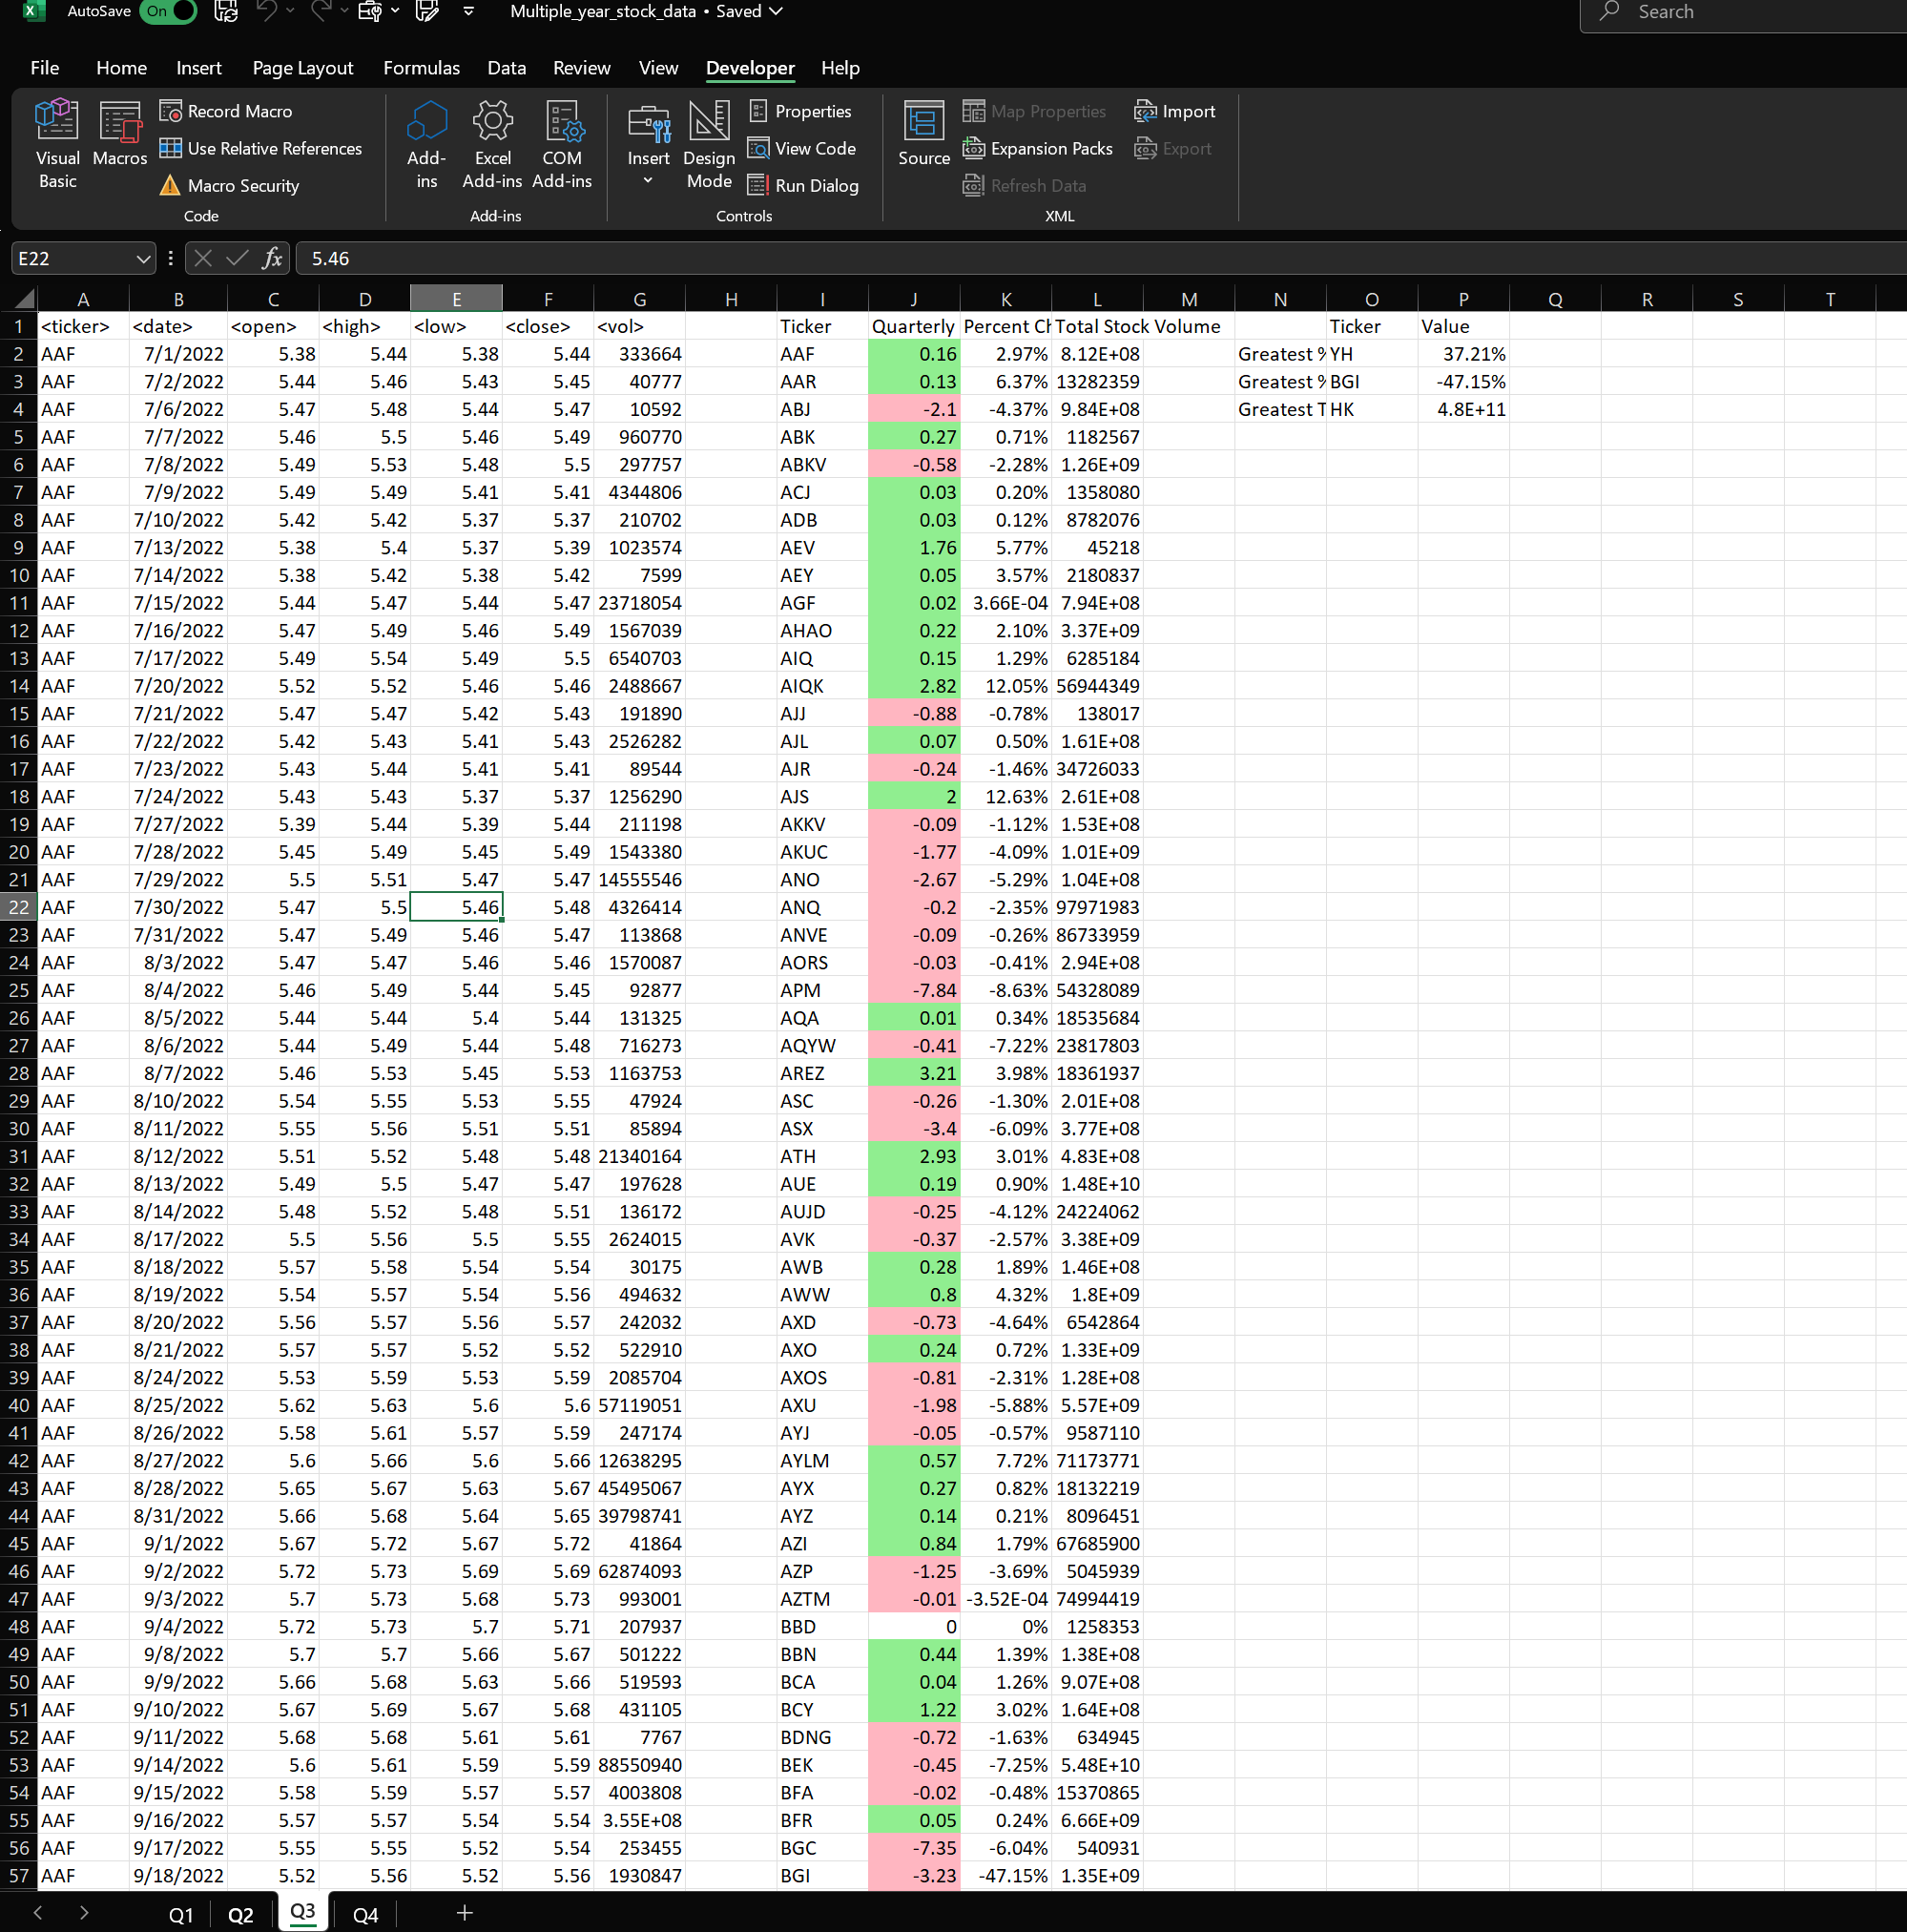 AutoSave On Multiple_year_stock_data • Saved Search
File Home Insert Page Layout Formulas Data Review View Developer Help
Visual Basic Macros Record Macro Use Relative References Macro Security Code
Add-ins Excel Add-ins COM Add-ins Add-ins
Insert Design Mode Properties View Code Run Dialog Controls
Source Map Properties Expansion Packs Refresh Data Import Export XML
E22 fx 5.46
A B C D E F G H I J K L M N O P Q R S T
1 <ticker> <date> <open> <high> <low> <close> <vol> Ticker Quarterly Percent Ch Total Stock Volume Ticker Value
2 AAF 7/1/2022 5.38 5.44 5.38 5.44 333664 AAF 0.16 2.97% 8.12E+08 Greatest % YH 37.21%
3 AAF 7/2/2022 5.44 5.46 5.43 5.45 40777 AAR 0.13 6.37% 13282359 Greatest % BGI -47.15%
4 AAF 7/6/2022 5.47 5.48 5.44 5.47 10592 ABJ -2.1 -4.37% 9.84E+08 Greatest T HK 4.8E+11
5 AAF 7/7/2022 5.46 5.5 5.46 5.49 960770 ABK 0.27 0.71% 1182567
6 AAF 7/8/2022 5.49 5.53 5.48 5.5 297757 ABKV -0.58 -2.28% 1.26E+09
7 AAF 7/9/2022 5.49 5.49 5.41 5.41 4344806 ACJ 0.03 0.20% 1358080
8 AAF 7/10/2022 5.42 5.42 5.37 5.37 210702 ADB 0.03 0.12% 8782076
9 AAF 7/13/2022 5.38 5.4 5.37 5.39 1023574 AEV 1.76 5.77% 45218
10 AAF 7/14/2022 5.38 5.42 5.38 5.42 7599 AEY 0.05 3.57% 2180837
11 AAF 7/15/2022 5.44 5.47 5.44 5.47 23718054 AGF 0.02 3.66E-04 7.94E+08
12 AAF 7/16/2022 5.47 5.49 5.46 5.49 1567039 AHAO 0.22 2.10% 3.37E+09
13 AAF 7/17/2022 5.49 5.54 5.49 5.5 6540703 AIQ 0.15 1.29% 6285184
14 AAF 7/20/2022 5.52 5.52 5.46 5.46 2488667 AIQK 2.82 12.05% 56944349
15 AAF 7/21/2022 5.47 5.47 5.42 5.43 191890 AJJ -0.88 -0.78% 138017
16 AAF 7/22/2022 5.42 5.43 5.41 5.43 2526282 AJL 0.07 0.50% 1.61E+08
17 AAF 7/23/2022 5.43 5.44 5.41 5.41 89544 AJR -0.24 -1.46% 34726033
18 AAF 7/24/2022 5.43 5.43 5.37 5.37 1256290 AJS 2 12.63% 2.61E+08
19 AAF 7/27/2022 5.39 5.44 5.39 5.44 211198 AKKV -0.09 -1.12% 1.53E+08
20 AAF 7/28/2022 5.45 5.49 5.45 5.49 1543380 AKUC -1.77 -4.09% 1.01E+09
21 AAF 7/29/2022 5.5 5.51 5.47 5.47 14555546 ANO -2.67 -5.29% 1.04E+08
22 AAF 7/30/2022 5.47 5.5 5.46 5.48 4326414 ANQ -0.2 -2.35% 97971983
23 AAF 7/31/2022 5.47 5.49 5.46 5.47 113868 ANVE -0.09 -0.26% 86733959
24 AAF 8/3/2022 5.47 5.47 5.46 5.46 1570087 AORS -0.03 -0.41% 2.94E+08
25 AAF 8/4/2022 5.46 5.49 5.44 5.45 92877 APM -7.84 -8.63% 54328089
26 AAF 8/5/2022 5.44 5.44 5.4 5.44 131325 AQA 0.01 0.34% 18535684
27 AAF 8/6/2022 5.44 5.49 5.44 5.48 716273 AQYW -0.41 -7.22% 23817803
28 AAF 8/7/2022 5.46 5.53 5.45 5.53 1163753 AREZ 3.21 3.98% 18361937
29 AAF 8/10/2022 5.54 5.55 5.53 5.55 47924 ASC -0.26 -1.30% 2.01E+08
30 AAF 8/11/2022 5.55 5.56 5.51 5.51 85894 ASX -3.4 -6.09% 3.77E+08
31 AAF 8/12/2022 5.51 5.52 5.48 5.48 21340164 ATH 2.93 3.01% 4.83E+08
32 AAF 8/13/2022 5.49 5.5 5.47 5.47 197628 AUE 0.19 0.90% 1.48E+10
33 AAF 8/14/2022 5.48 5.52 5.48 5.51 136172 AUJD -0.25 -4.12% 24224062
34 AAF 8/17/2022 5.5 5.56 5.5 5.55 2624015 AVK -0.37 -2.57% 3.38E+09
35 AAF 8/18/2022 5.57 5.58 5.54 5.54 30175 AWB 0.28 1.89% 1.46E+08
36 AAF 8/19/2022 5.54 5.57 5.54 5.56 494632 AWW 0.8 4.32% 1.8E+09
37 AAF 8/20/2022 5.56 5.57 5.56 5.57 242032 AXD -0.73 -4.64% 6542864
38 AAF 8/21/2022 5.57 5.57 5.52 5.52 522910 AXO 0.24 0.72% 1.33E+09
39 AAF 8/24/2022 5.53 5.59 5.53 5.59 2085704 AXOS -0.81 -2.31% 1.28E+08
40 AAF 8/25/2022 5.62 5.63 5.6 5.6 57119051 AXU -1.98 -5.88% 5.57E+09
41 AAF 8/26/2022 5.58 5.61 5.57 5.59 247174 AYJ -0.05 -0.57% 9587110
42 AAF 8/27/2022 5.6 5.66 5.6 5.66 12638295 AYLM 0.57 7.72% 71173771
43 AAF 8/28/2022 5.65 5.67 5.63 5.67 45495067 AYX 0.27 0.82% 18132219
44 AAF 8/31/2022 5.66 5.68 5.64 5.65 39798741 AYZ 0.14 0.21% 8096451
45 AAF 9/1/2022 5.67 5.72 5.67 5.72 41864 AZI 0.84 1.79% 67685900
46 AAF 9/2/2022 5.72 5.73 5.69 5.69 62874093 AZP -1.25 -3.69% 5045939
47 AAF 9/3/2022 5.7 5.73 5.68 5.73 993001 AZTM -0.01 -3.52E-04 74994419
48 AAF 9/4/2022 5.72 5.73 5.7 5.71 207937 BBD 0 0% 1258353
49 AAF 9/8/2022 5.7 5.7 5.66 5.67 501222 BBN 0.44 1.39% 1.38E+08
50 AAF 9/9/2022 5.66 5.68 5.63 5.66 519593 BCA 0.04 1.26% 9.07E+08
51 AAF 9/10/2022 5.67 5.69 5.67 5.68 431105 BCY 1.22 3.02% 1.64E+08
52 AAF 9/11/2022 5.68 5.68 5.61 5.61 7767 BDNG -0.72 -1.63% 634945
53 AAF 9/14/2022 5.6 5.61 5.59 5.59 88550940 BEK -0.45 -7.25% 5.48E+10
54 AAF 9/15/2022 5.58 5.59 5.57 5.57 4003808 BFA -0.02 -0.48% 15370865
55 AAF 9/16/2022 5.57 5.57 5.54 5.54 3.55E+08 BFR 0.05 0.24% 6.66E+09
56 AAF 9/17/2022 5.55 5.55 5.52 5.54 253455 BGC -7.35 -6.04% 540931
57 AAF 9/18/2022 5.52 5.56 5.52 5.56 1930847 BGI -3.23 -47.15% 1.35E+09
Q1 Q2 Q3 Q4 +